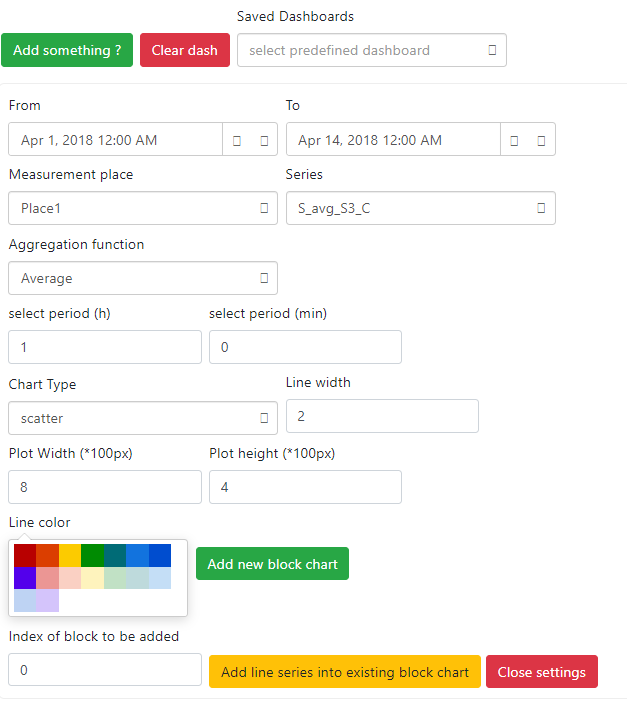 Saved Dashboards
Add something ? Clear dash select predefined dashboard
From To
Apr 1, 2018 12:00 AM Apr 14, 2018 12:00 AM
Measurement place Series
Place1 S_avg_S3_C
Aggregation function
Average
select period (h) select period (min)
1 0
Chart Type Line width
scatter 2
Plot Width (*100px) Plot height (*100px)
8 4
Line color
Add new block chart
Index of block to be added
0 Add line series into existing block chart Close settings